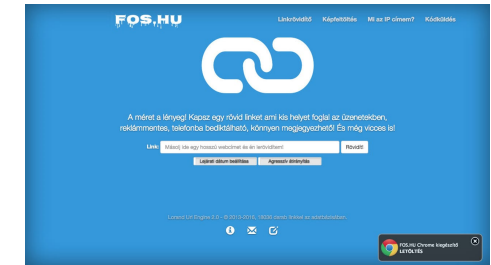 FOS.HU
Linkrövidítő Képfeltöltés Mi az IP címem? Kódküldés
A méret a lényeg! Kapsz egy rövid linket ami kis helyet foglal az üzenetekben,
reklámmentes, telefonba bediktálható, könnyen megjegyezhető! És még vicces is!
Link: Másolj ide egy hosszú webcímet és én lerövidítem! Rövidít!
Lejárati dátum beállítása Agresszív átirányítás
FOS.HU Chrome kiegészítő
LETÖLTÉS